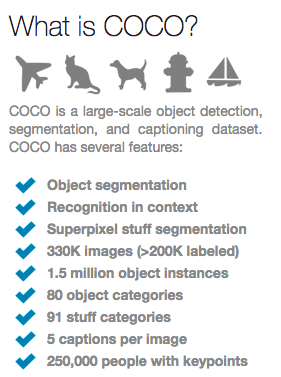 What is COCO?
COCO is a large-scale object detection,
segmentation, and captioning dataset.
COCO has several features:
Object segmentation
Recognition in context
Superpixel stuff segmentation
330K images (>200K labeled)
1.5 million object instances
80 object categories
91 stuff categories
5 captions per image
250,000 people with keypoints